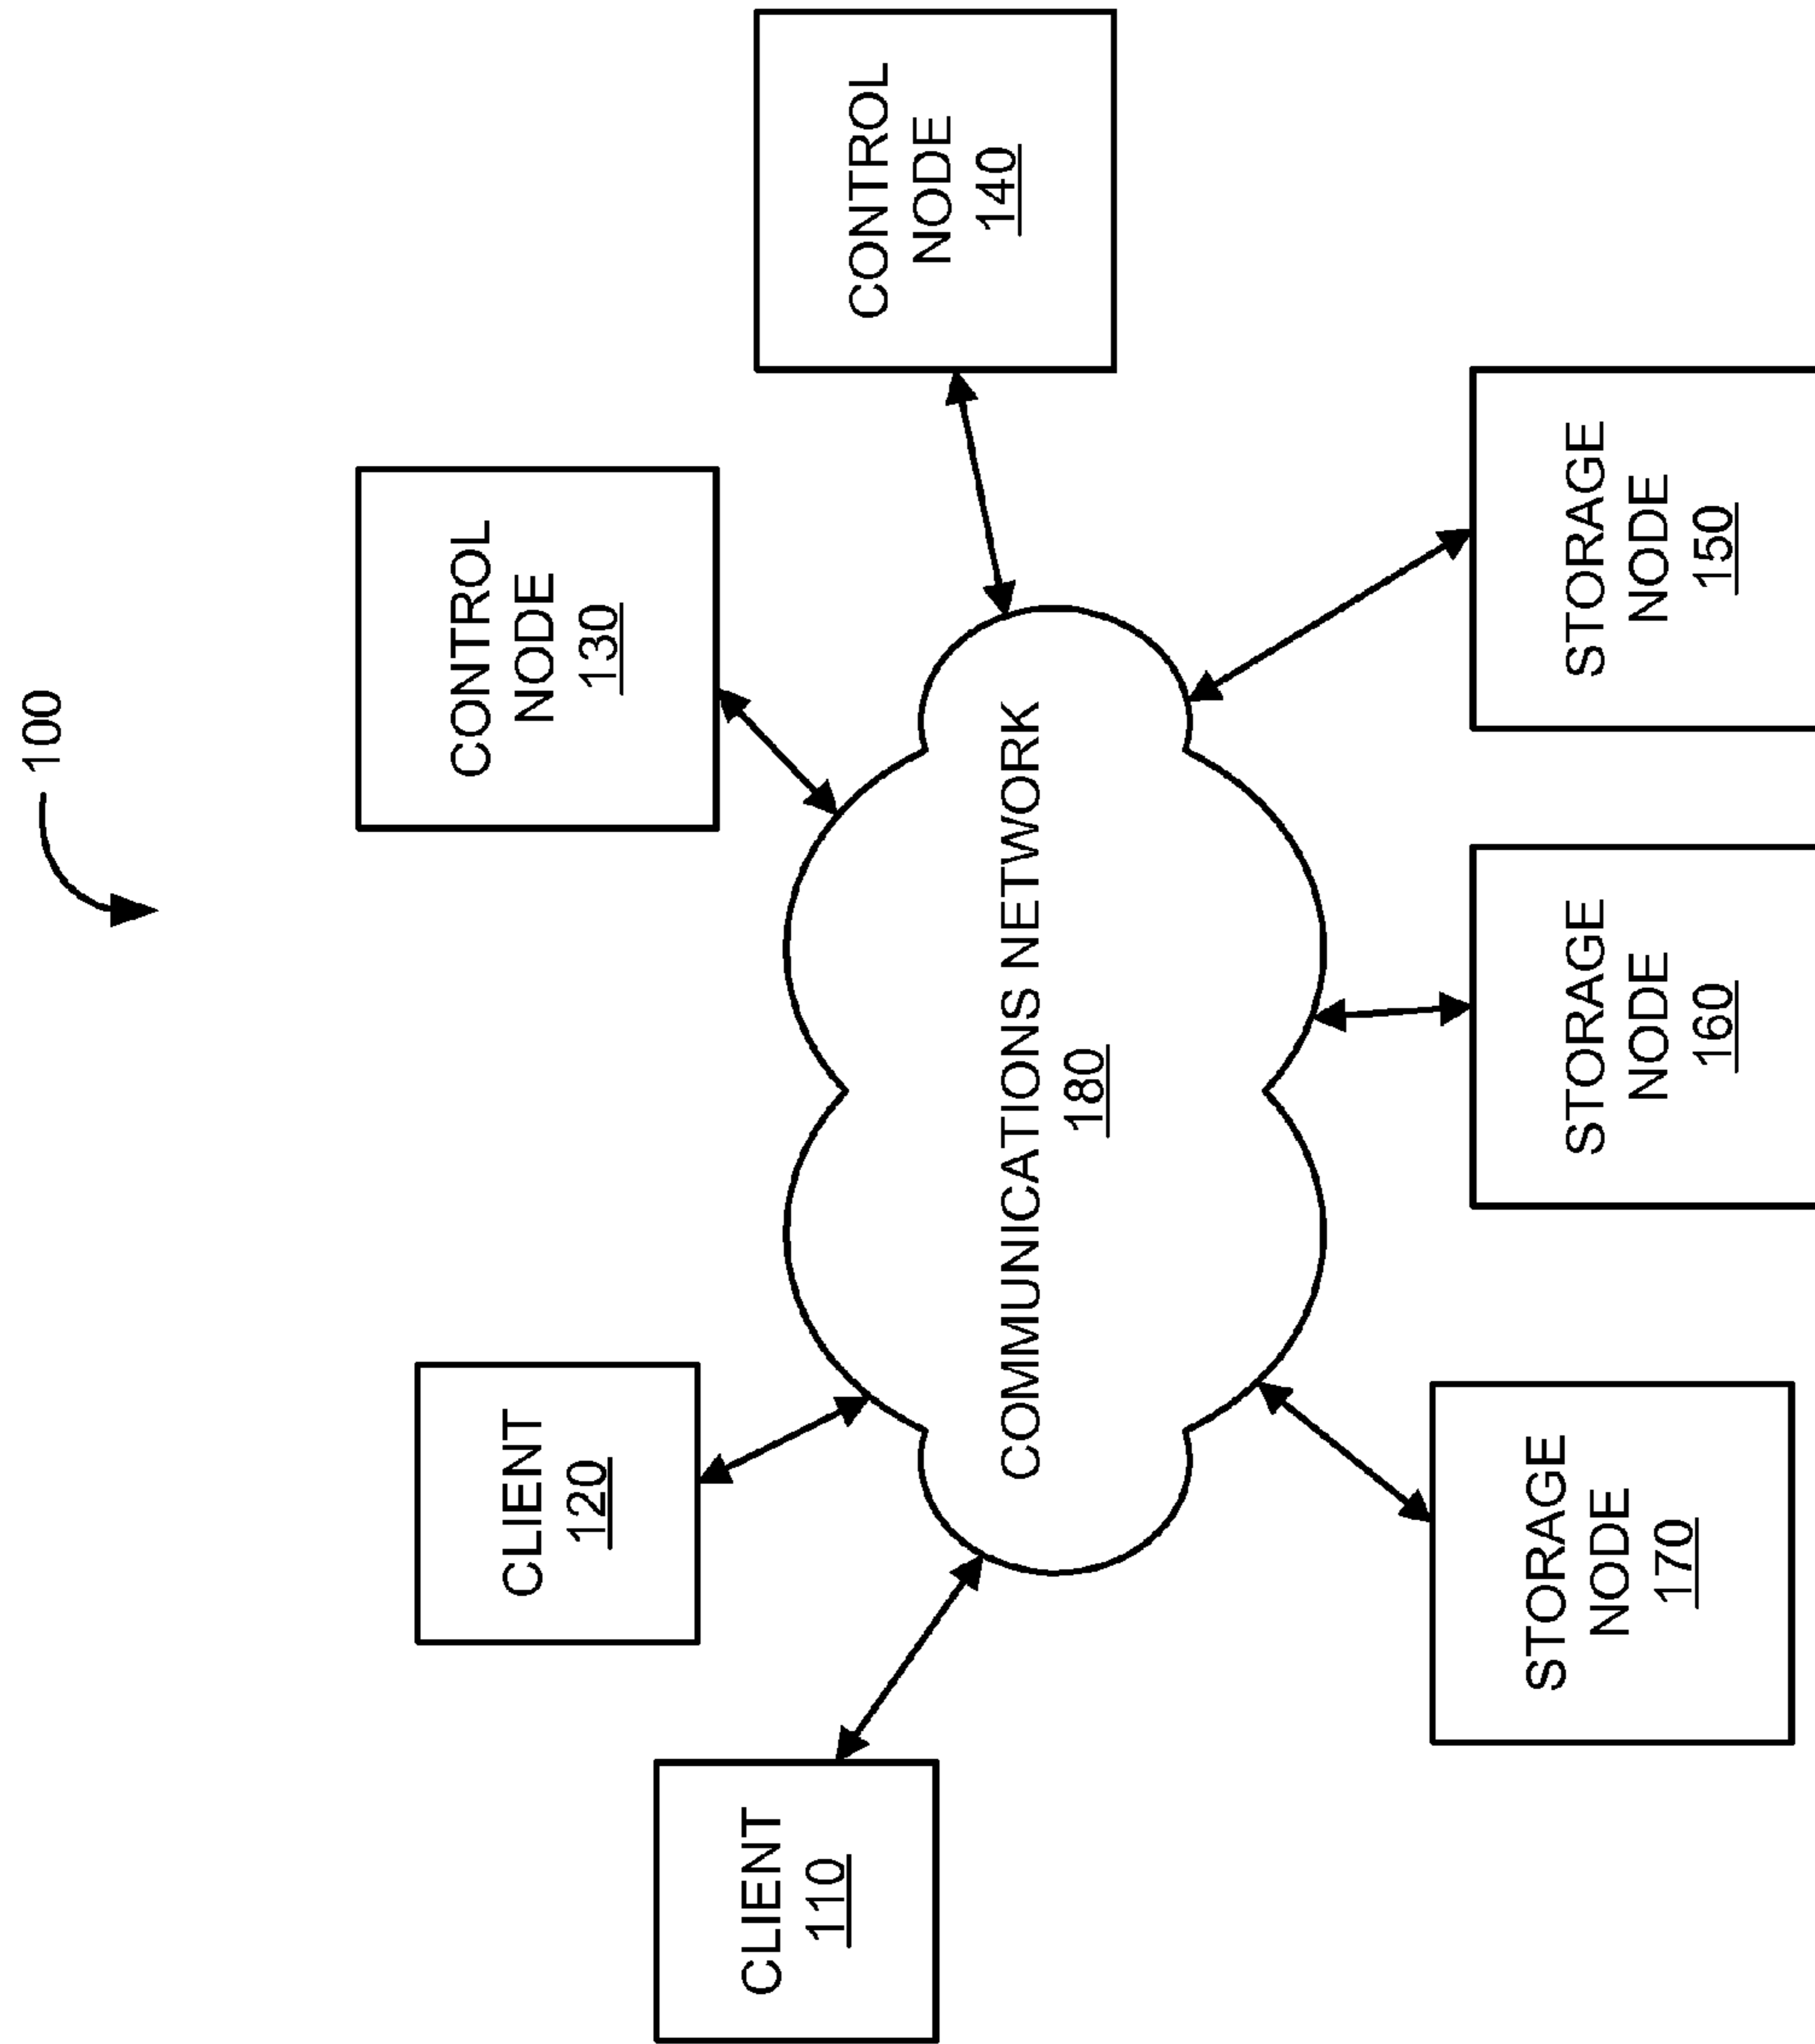 100
CLIENT
110
CLIENT
120
CONTROL
NODE
130
CONTROL
NODE
140
COMMUNICATIONS NETWORK
180
STORAGE
NODE
170
STORAGE
NODE
160
STORAGE
NODE
150